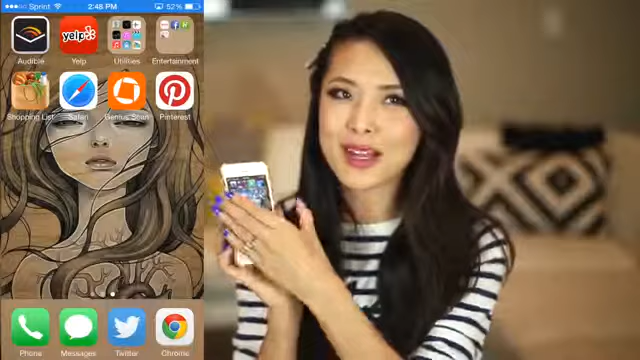 Sprint 2:48 PM 52%
yelp
Audible Yelp Utilities Entertainment
Shopping List Safari Genius Scan Pinterest
Phone Messages Twitter Chrome